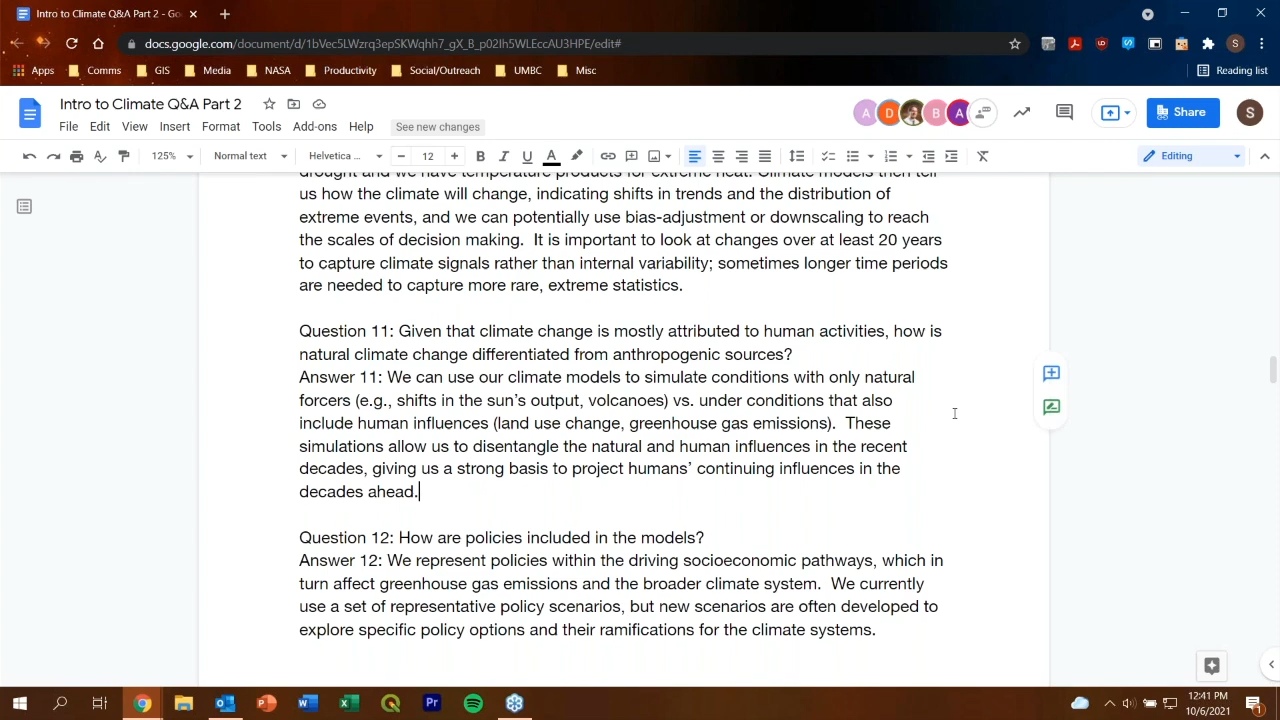 Intro to Climate Q&A Part 2 - Go
docs.google.com/document/d/1bVec5LWzrq3epSKWqhh7_gX_B_p02Ih5WLEccAU3HPE/edit#
S
Apps Comms GIS Media NASA Productivity Social/Outreach UMBC Misc Reading list
Intro to Climate Q&A Part 2
A D B A Share S
File Edit View Insert Format Tools Add-ons Help See new changes
125% Normal text Helvetica ... 12 B I U A Editing
drought and we have temperature products for extreme heat. Climate models then tell
us how the climate will change, indicating shifts in trends and the distribution of
extreme events, and we can potentially use bias-adjustment or downscaling to reach
the scales of decision making. It is important to look at changes over at least 20 years
to capture climate signals rather than internal variability; sometimes longer time periods
are needed to capture more rare, extreme statistics.
Question 11: Given that climate change is mostly attributed to human activities, how is
natural climate change differentiated from anthropogenic sources?
Answer 11: We can use our climate models to simulate conditions with only natural
forcers (e.g., shifts in the sun's output, volcanoes) vs. under conditions that also
include human influences (land use change, greenhouse gas emissions). These
simulations allow us to disentangle the natural and human influences in the recent
decades, giving us a strong basis to project humans' continuing influences in the
decades ahead.
Question 12: How are policies included in the models?
Answer 12: We represent policies within the driving socioeconomic pathways, which in
turn affect greenhouse gas emissions and the broader climate system. We currently
use a set of representative policy scenarios, but new scenarios are often developed to
explore specific policy options and their ramifications for the climate systems.
12:41 PM
10/6/2021